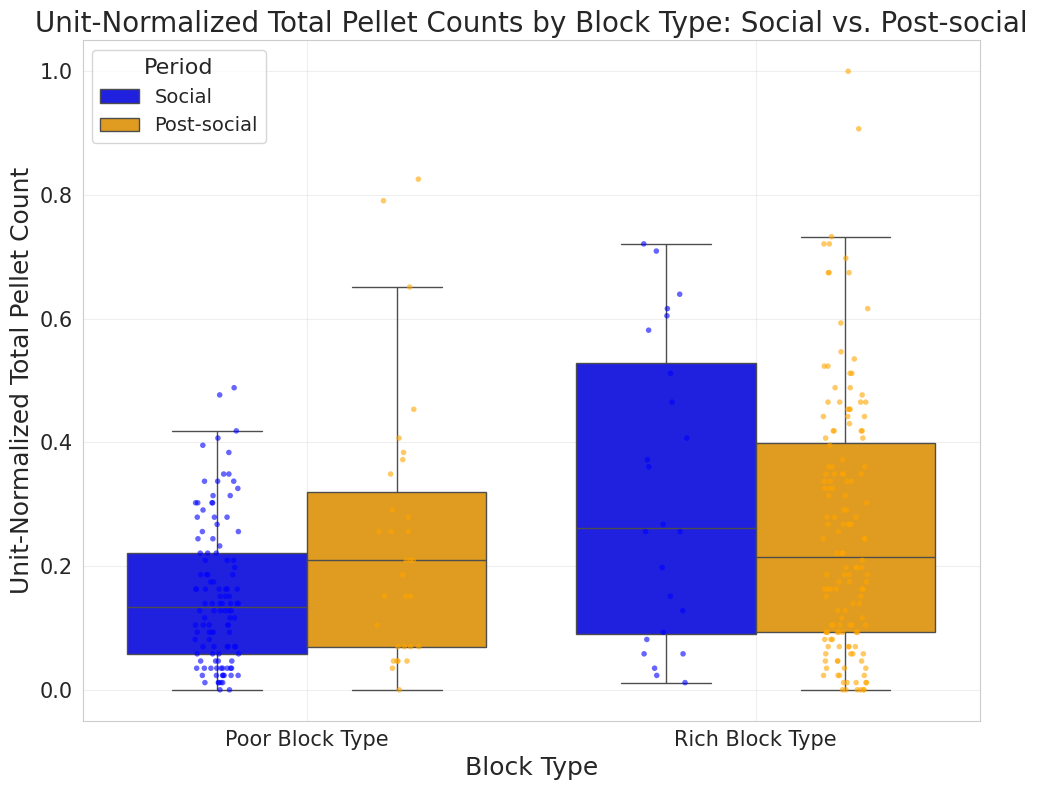 Unit-Normalized Total Pellet Counts by Block Type: Social vs. Post-social
Period
Social
Post-social
Unit-Normalized Total Pellet Count
1.0
0.8
0.6
0.4
0.2
0.0
Poor Block Type
Rich Block Type
Block Type